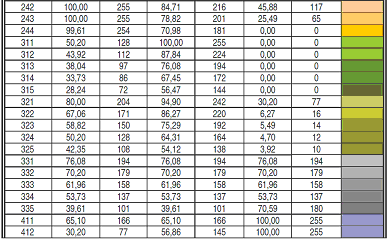 242 100,00 255 84,71 216 45,88 117
243 100,00 255 78,82 201 25,49 65
244 99,61 254 70,98 181 0,00 0
311 50,20 128 100,00 255 0,00 0
312 43,92 112 87,84 224 0,00 0
313 38,04 97 76,08 194 0,00 0
314 33,73 86 67,45 172 0,00 0
315 28,24 72 56,47 144 0,00 0
321 80,00 204 94,90 242 30,20 77
322 67,06 171 86,27 220 6,27 16
323 58,82 150 75,29 192 5,49 14
324 50,20 128 64,31 164 4,70 12
325 42,35 108 54,12 138 3,92 10
331 76,08 194 76,08 194 76,08 194
332 70,20 179 70,20 179 70,20 179
333 61,96 158 61,96 158 61,96 158
334 53,73 137 53,73 137 53,73 137
335 39,61 101 39,61 101 70,59 180
411 65,10 166 65,10 166 100,00 255
412 30,20 77 56,86 145 100,00 255